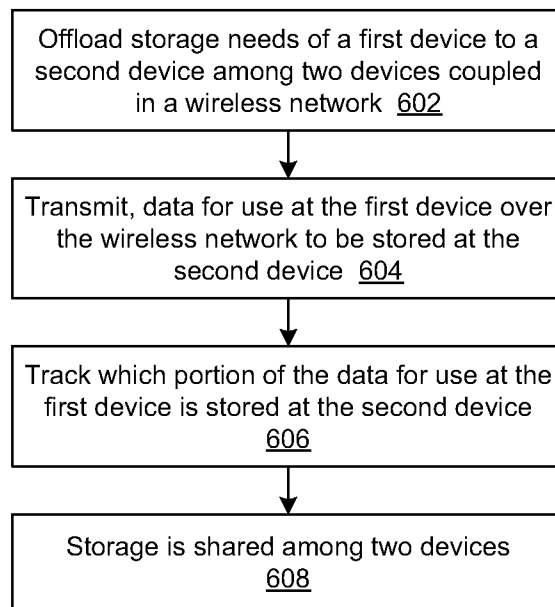 Offload storage needs of a first device to a
second device among two devices coupled
in a wireless network 602
Transmit, data for use at the first device over
the wireless network to be stored at the
second device 604
Track which portion of the data for use at the
first device is stored at the second device
606
Storage is shared among two devices
608